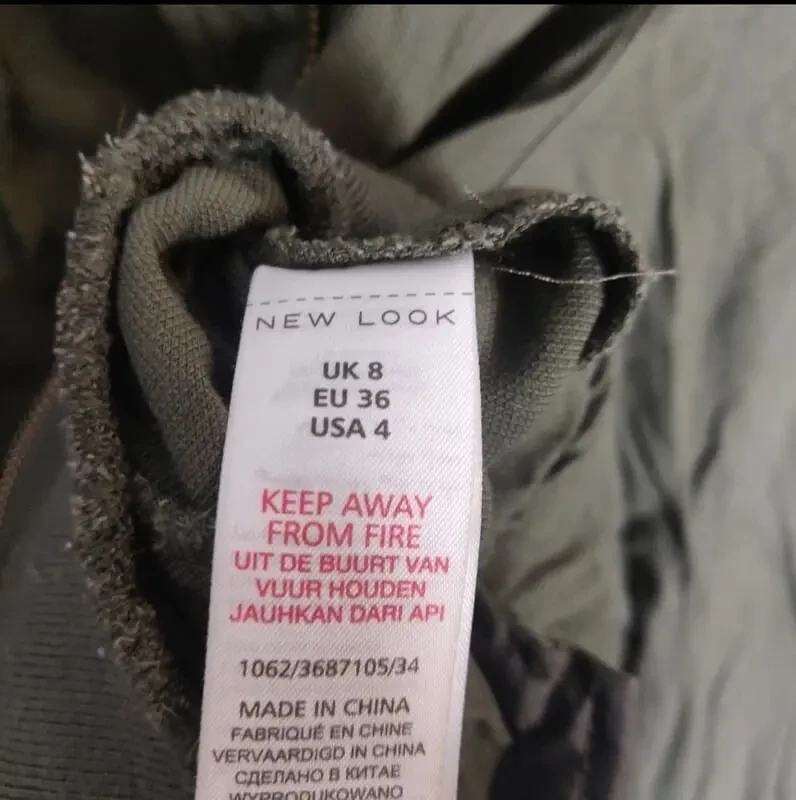 NEW LOOK
UK 8
EU 36
USA 4
KEEP AWAY
FROM FIRE
UIT DE BUURT VAN
VUUR HOUDEN
JAUHKAN DARI API
1062/3687105/34
MADE IN CHINA
FABRIQUÉ EN CHINE
VERVAARDIGD IN CHINA
СДЕЛАНО В КИТАЕ
WYPRODUKOWANO